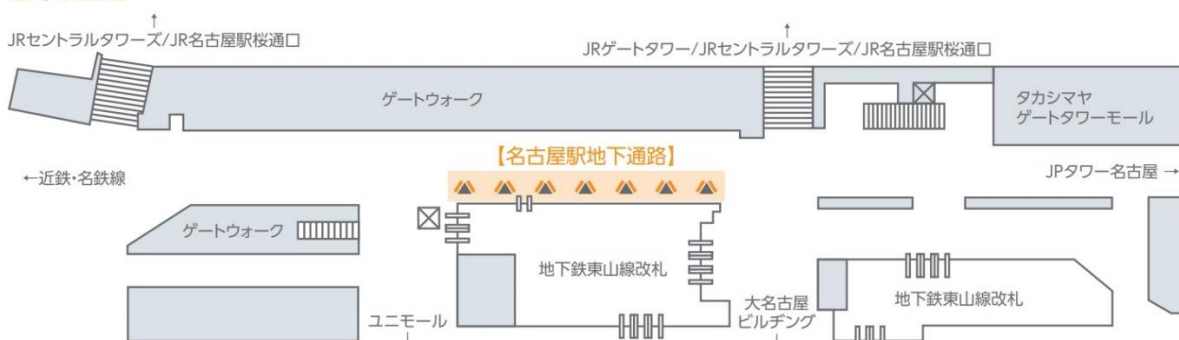 JRセントラルタワーズ/JR名古屋駅桜通口
JRゲートタワー/JRセントラルタワーズ/JR名古屋駅桜通口
ゲートウォーク
タカシマヤ
ゲートタワーモール
【名古屋駅地下通路】
←近鉄・名鉄線
JPタワー名古屋→
ゲートウォーク
地下鉄東山線改札
地下鉄東山線改札
ユニモール
大名古屋
ビルヂング